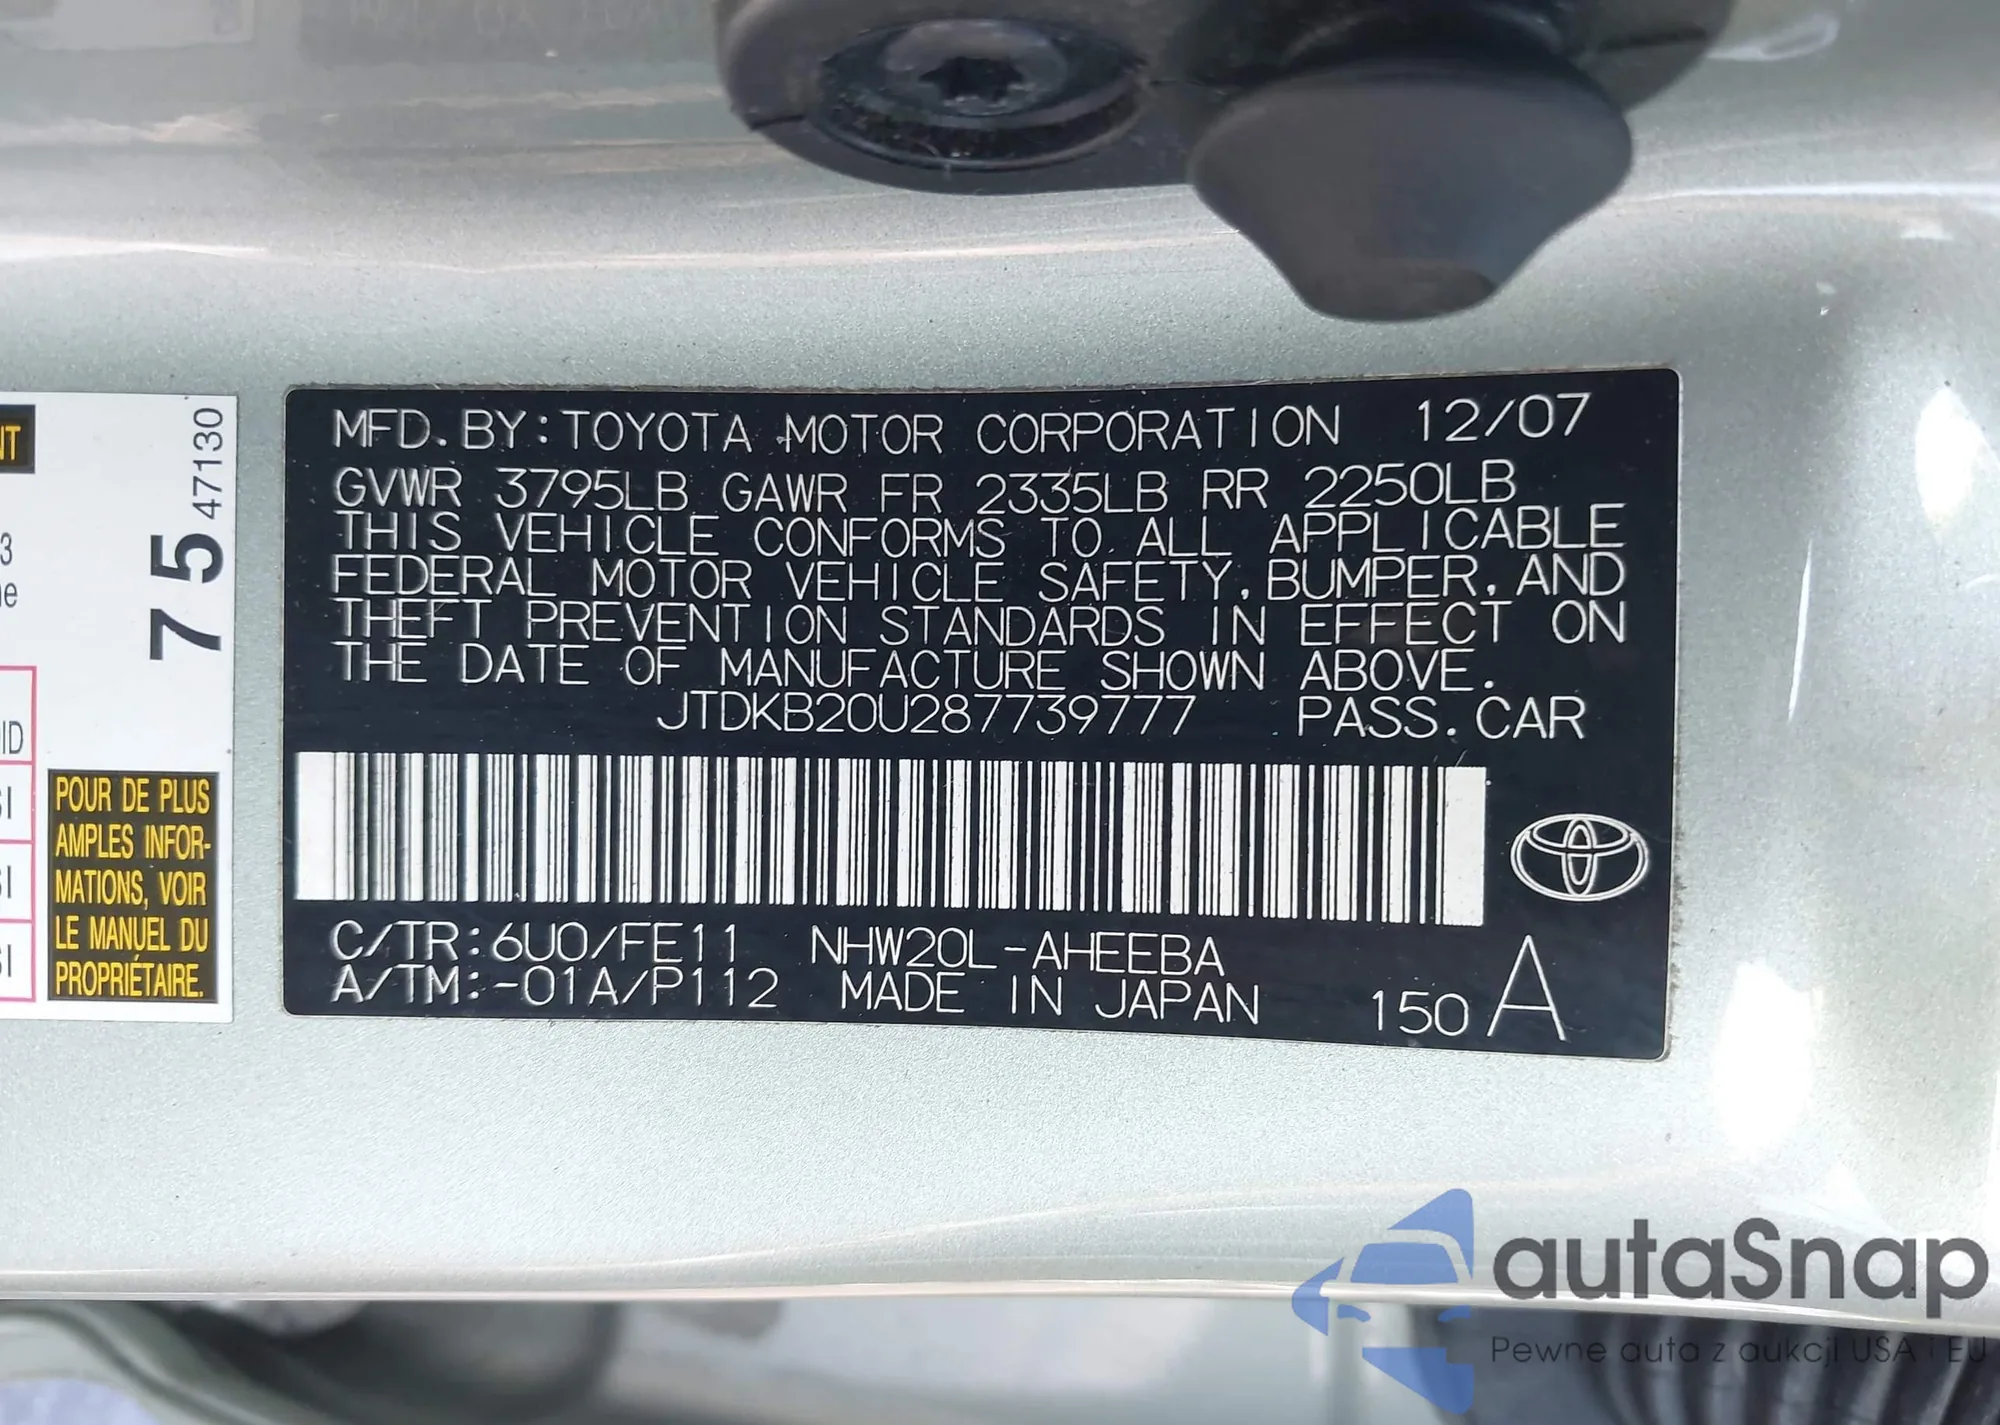 MFD. BY: TOYOTA MOTOR CORPORATION 12/07
GVWR 3795LB GAWR FR 2335LB RR 2250LB
THIS VEHICLE CONFORMS TO ALL APPLICABLE
FEDERAL MOTOR VEHICLE SAFETY, BUMPER, AND
THEFT PREVENTION STANDARDS IN EFFECT ON
THE DATE OF MANUFACTURE SHOWN ABOVE.
JTDKB20U287739777 PASS. CAR
C/TR: 6U0/FE11 NHW20L-AHEEBA
A/TM: -01A/P112 MADE IN JAPAN 150 A
75
47130
POUR DE PLUS
AMPLES INFOR-
MATIONS, VOIR
LE MANUEL DU
PROPRIÉTAIRE.
autaSnap
Pewne auta z aukcji USA i EU